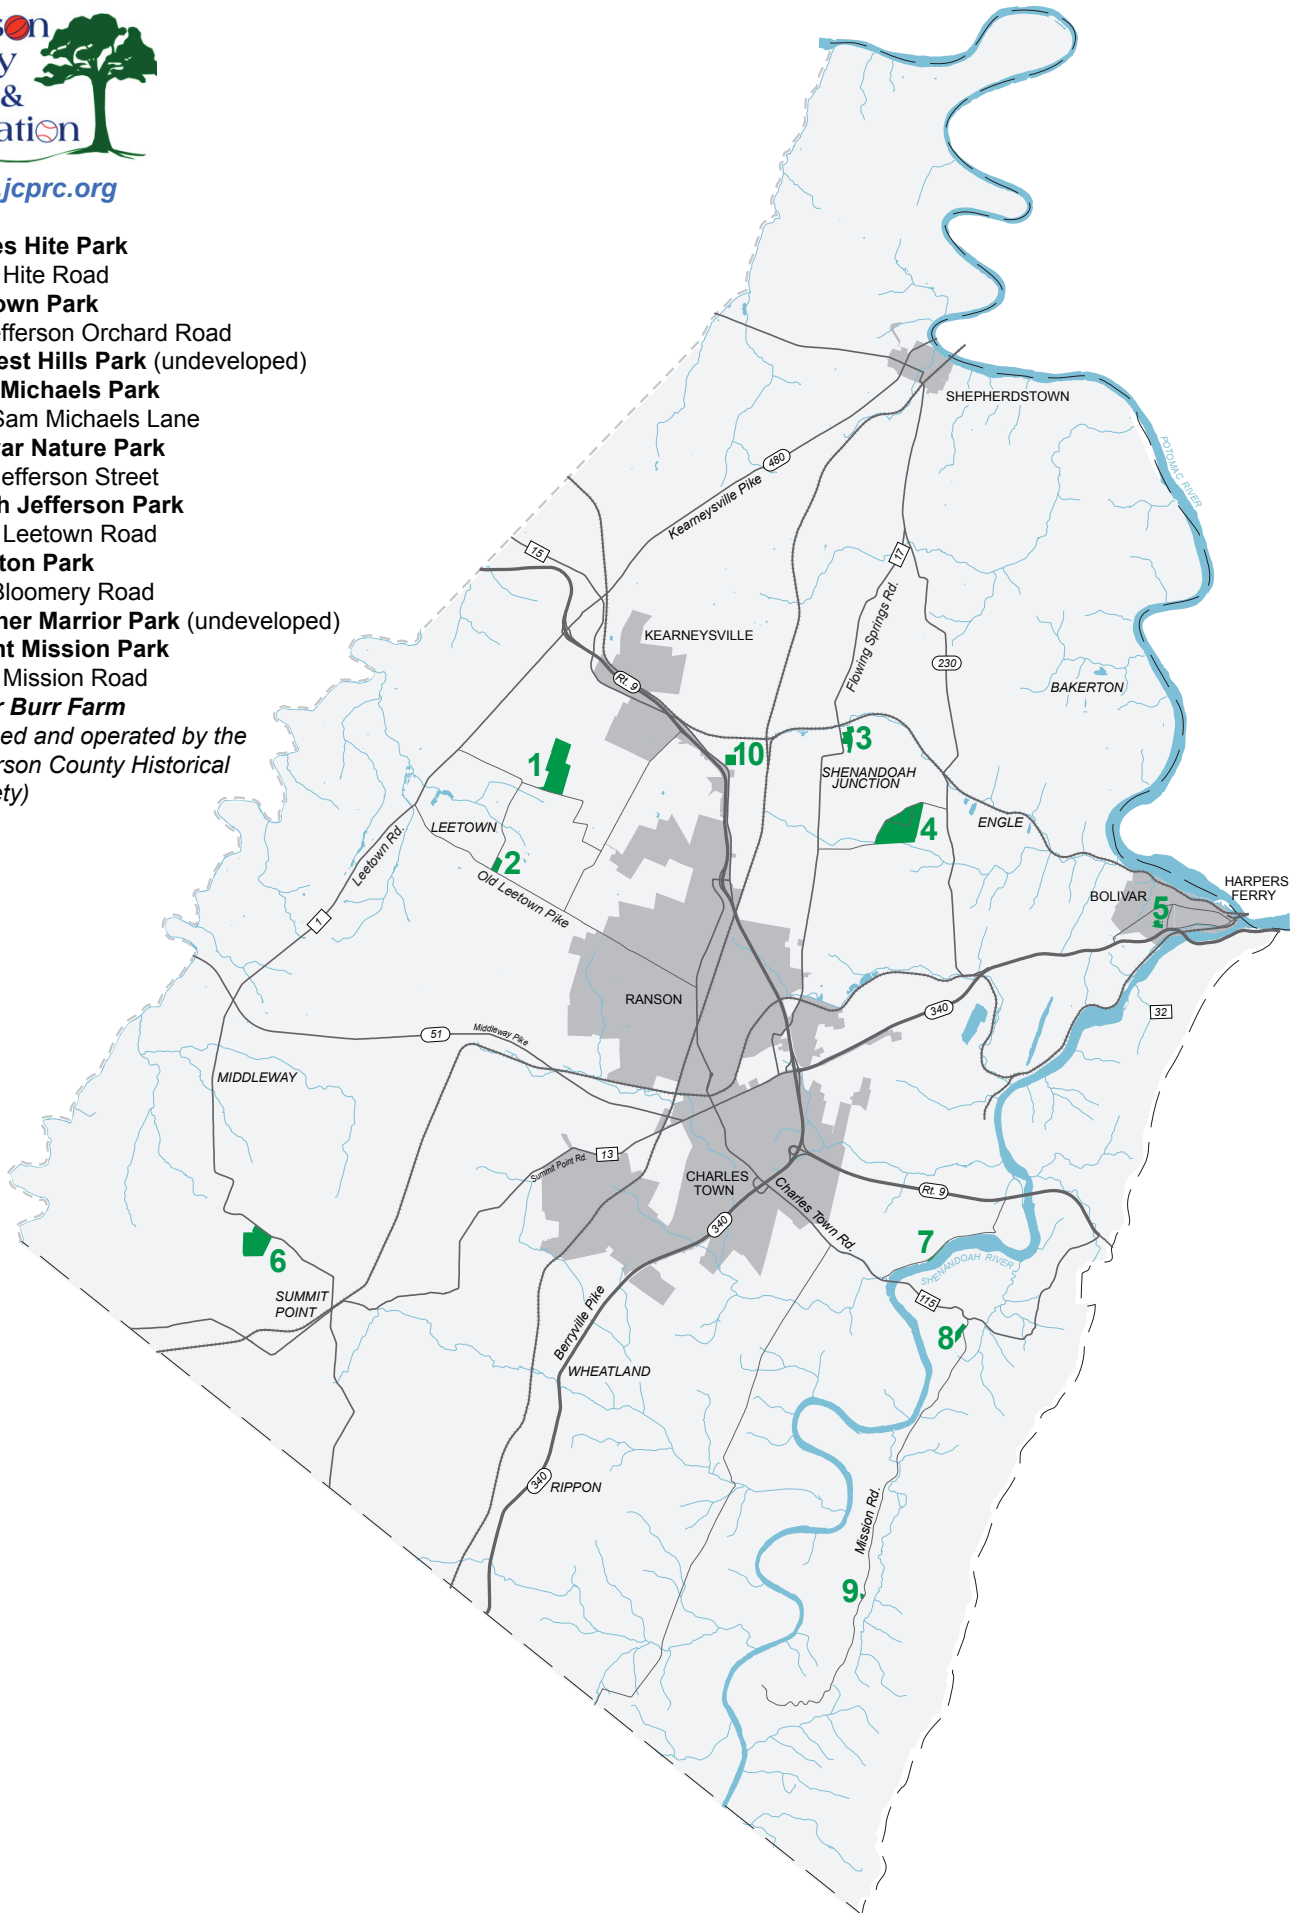 son
y
&
ation
.jcprc.org
es Hite Park
Hite Road
own Park
efferson Orchard Road
est Hills Park (undeveloped)
Michaels Park
Sam Michaels Lane
ar Nature Park
efferson Street
h Jefferson Park
Leetown Road
ton Park
Bloomery Road
ner Marrior Park (undeveloped)
nt Mission Park
Mission Road
r Burr Farm
ed and operated by the
erson County Historical
ety)
SHEPHERDSTOWN
POTOMAC RIVER
480
Kearneysville Pike
15
17
Flowing Springs Rd.
KEARNEYSVILLE
230
Rt. 9
BAKERTON
1
10
3
SHENANDOAH
JUNCTION
4
ENGLE
LEETOWN
2
Leetown Rd.
Old Leetown Pike
1
BOLIVAR
5
HARPERS
FERRY
RANSON
340
32
51
Middleway Pike
MIDDLEWAY
13
Summit Point Rd.
CHARLES
TOWN
Charles Town Rd.
Rt. 9
340
7
SHENANDOAH RIVER
6
SUMMIT
POINT
115
8
Berryville Pike
WHEATLAND
340
RIPPON
Mission Rd.
9